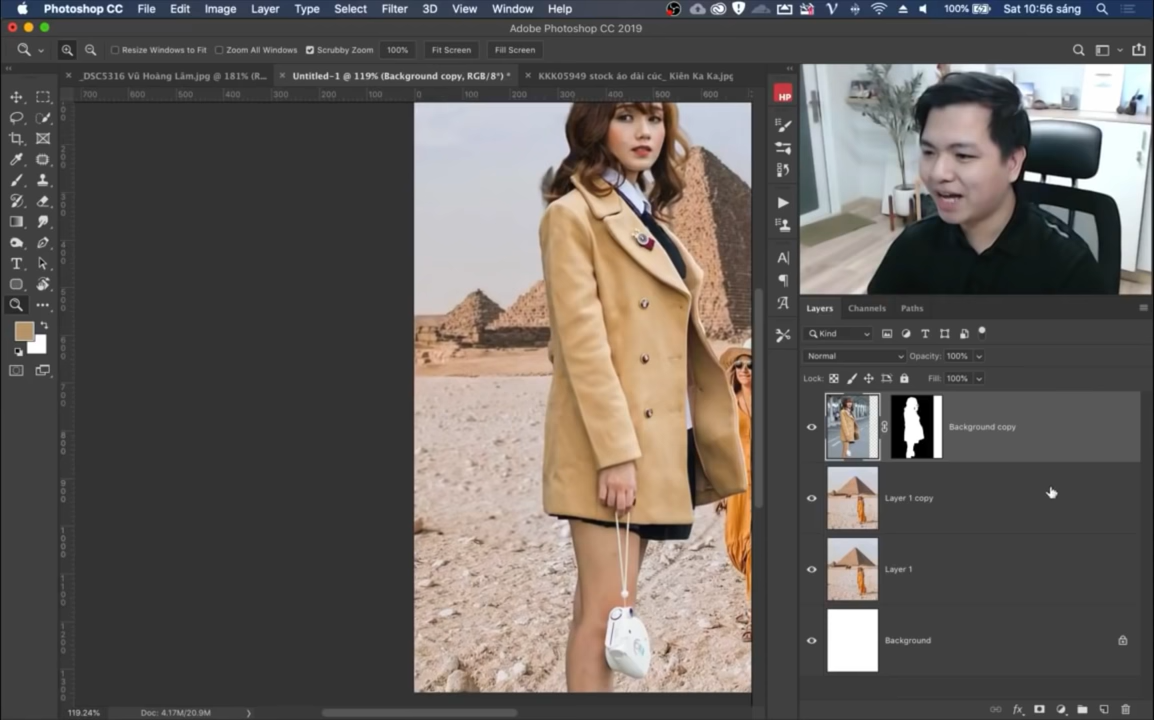 Photoshop CC File Edit Image Layer Type Select Filter 3D View Window Help 100% Sat 10:56 sáng
Adobe Photoshop CC 2019
Resize Windows to Fit Zoom All Windows Scrubby Zoom 100% Fit Screen Fill Screen
_DSC5316 Vũ Hoàng Lâm.jpg @ 181% (R... Untitled-1 @ 119% (Background copy, RGB/8*) * KKK05949 stock áo dài cúc_ Kiên Ka Ka.jpg
700 600 500 400 300 200 100 0 100 200 300 400 500 600
HP
Layers Channels Paths
Kind
Normal Opacity: 100%
Lock: Fill: 100%
Background copy
Layer 1 copy
Layer 1
Background
119.24% Doc: 4.17M/20.9M